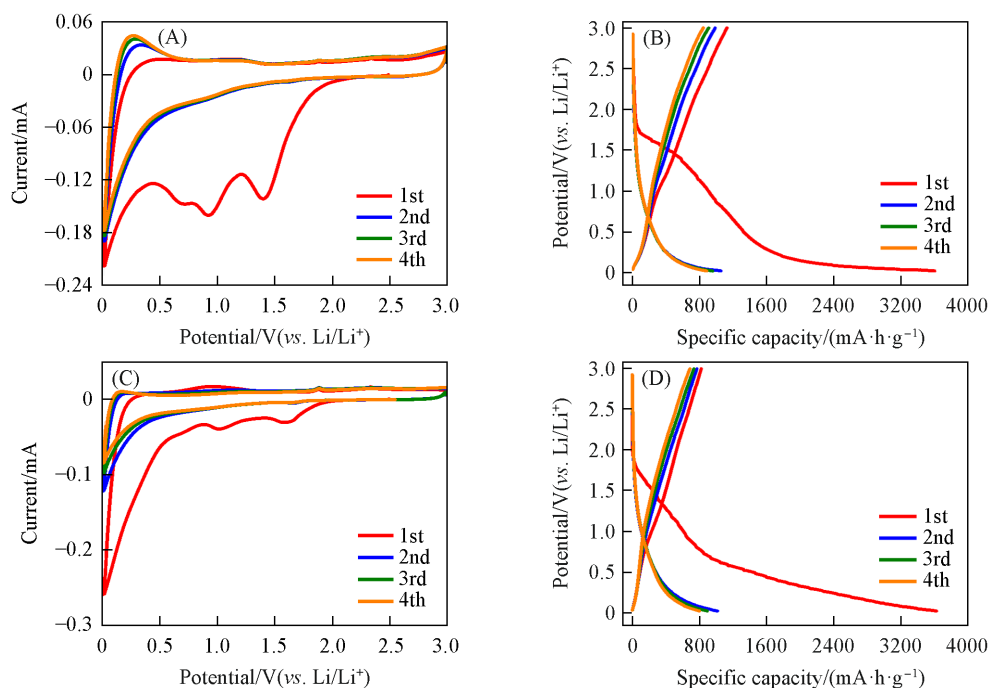 (A)
0.06
0
−0.06
−0.12
−0.18
−0.24
Current/mA
1st
2nd
3rd
4th
0 0.5 1.0 1.5 2.0 2.5 3.0
Potential/V(vs. Li/Li⁺)
(B)
3.0
2.5
2.0
1.5
1.0
0.5
0
Potential/V(vs. Li/Li⁺)
1st
2nd
3rd
4th
0 800 1600 2400 3200 4000
Specific capacity/(mA·h·g⁻¹)
(C)
0
−0.1
−0.2
−0.3
Current/mA
1st
2nd
3rd
4th
0 0.5 1.0 1.5 2.0 2.5 3.0
Potential/V(vs. Li/Li⁺)
(D)
3.0
2.5
2.0
1.5
1.0
0.5
0
Potential/V(vs. Li/Li⁺)
1st
2nd
3rd
4th
0 800 1600 2400 3200 4000
Specific capacity/(mA·h·g⁻¹)